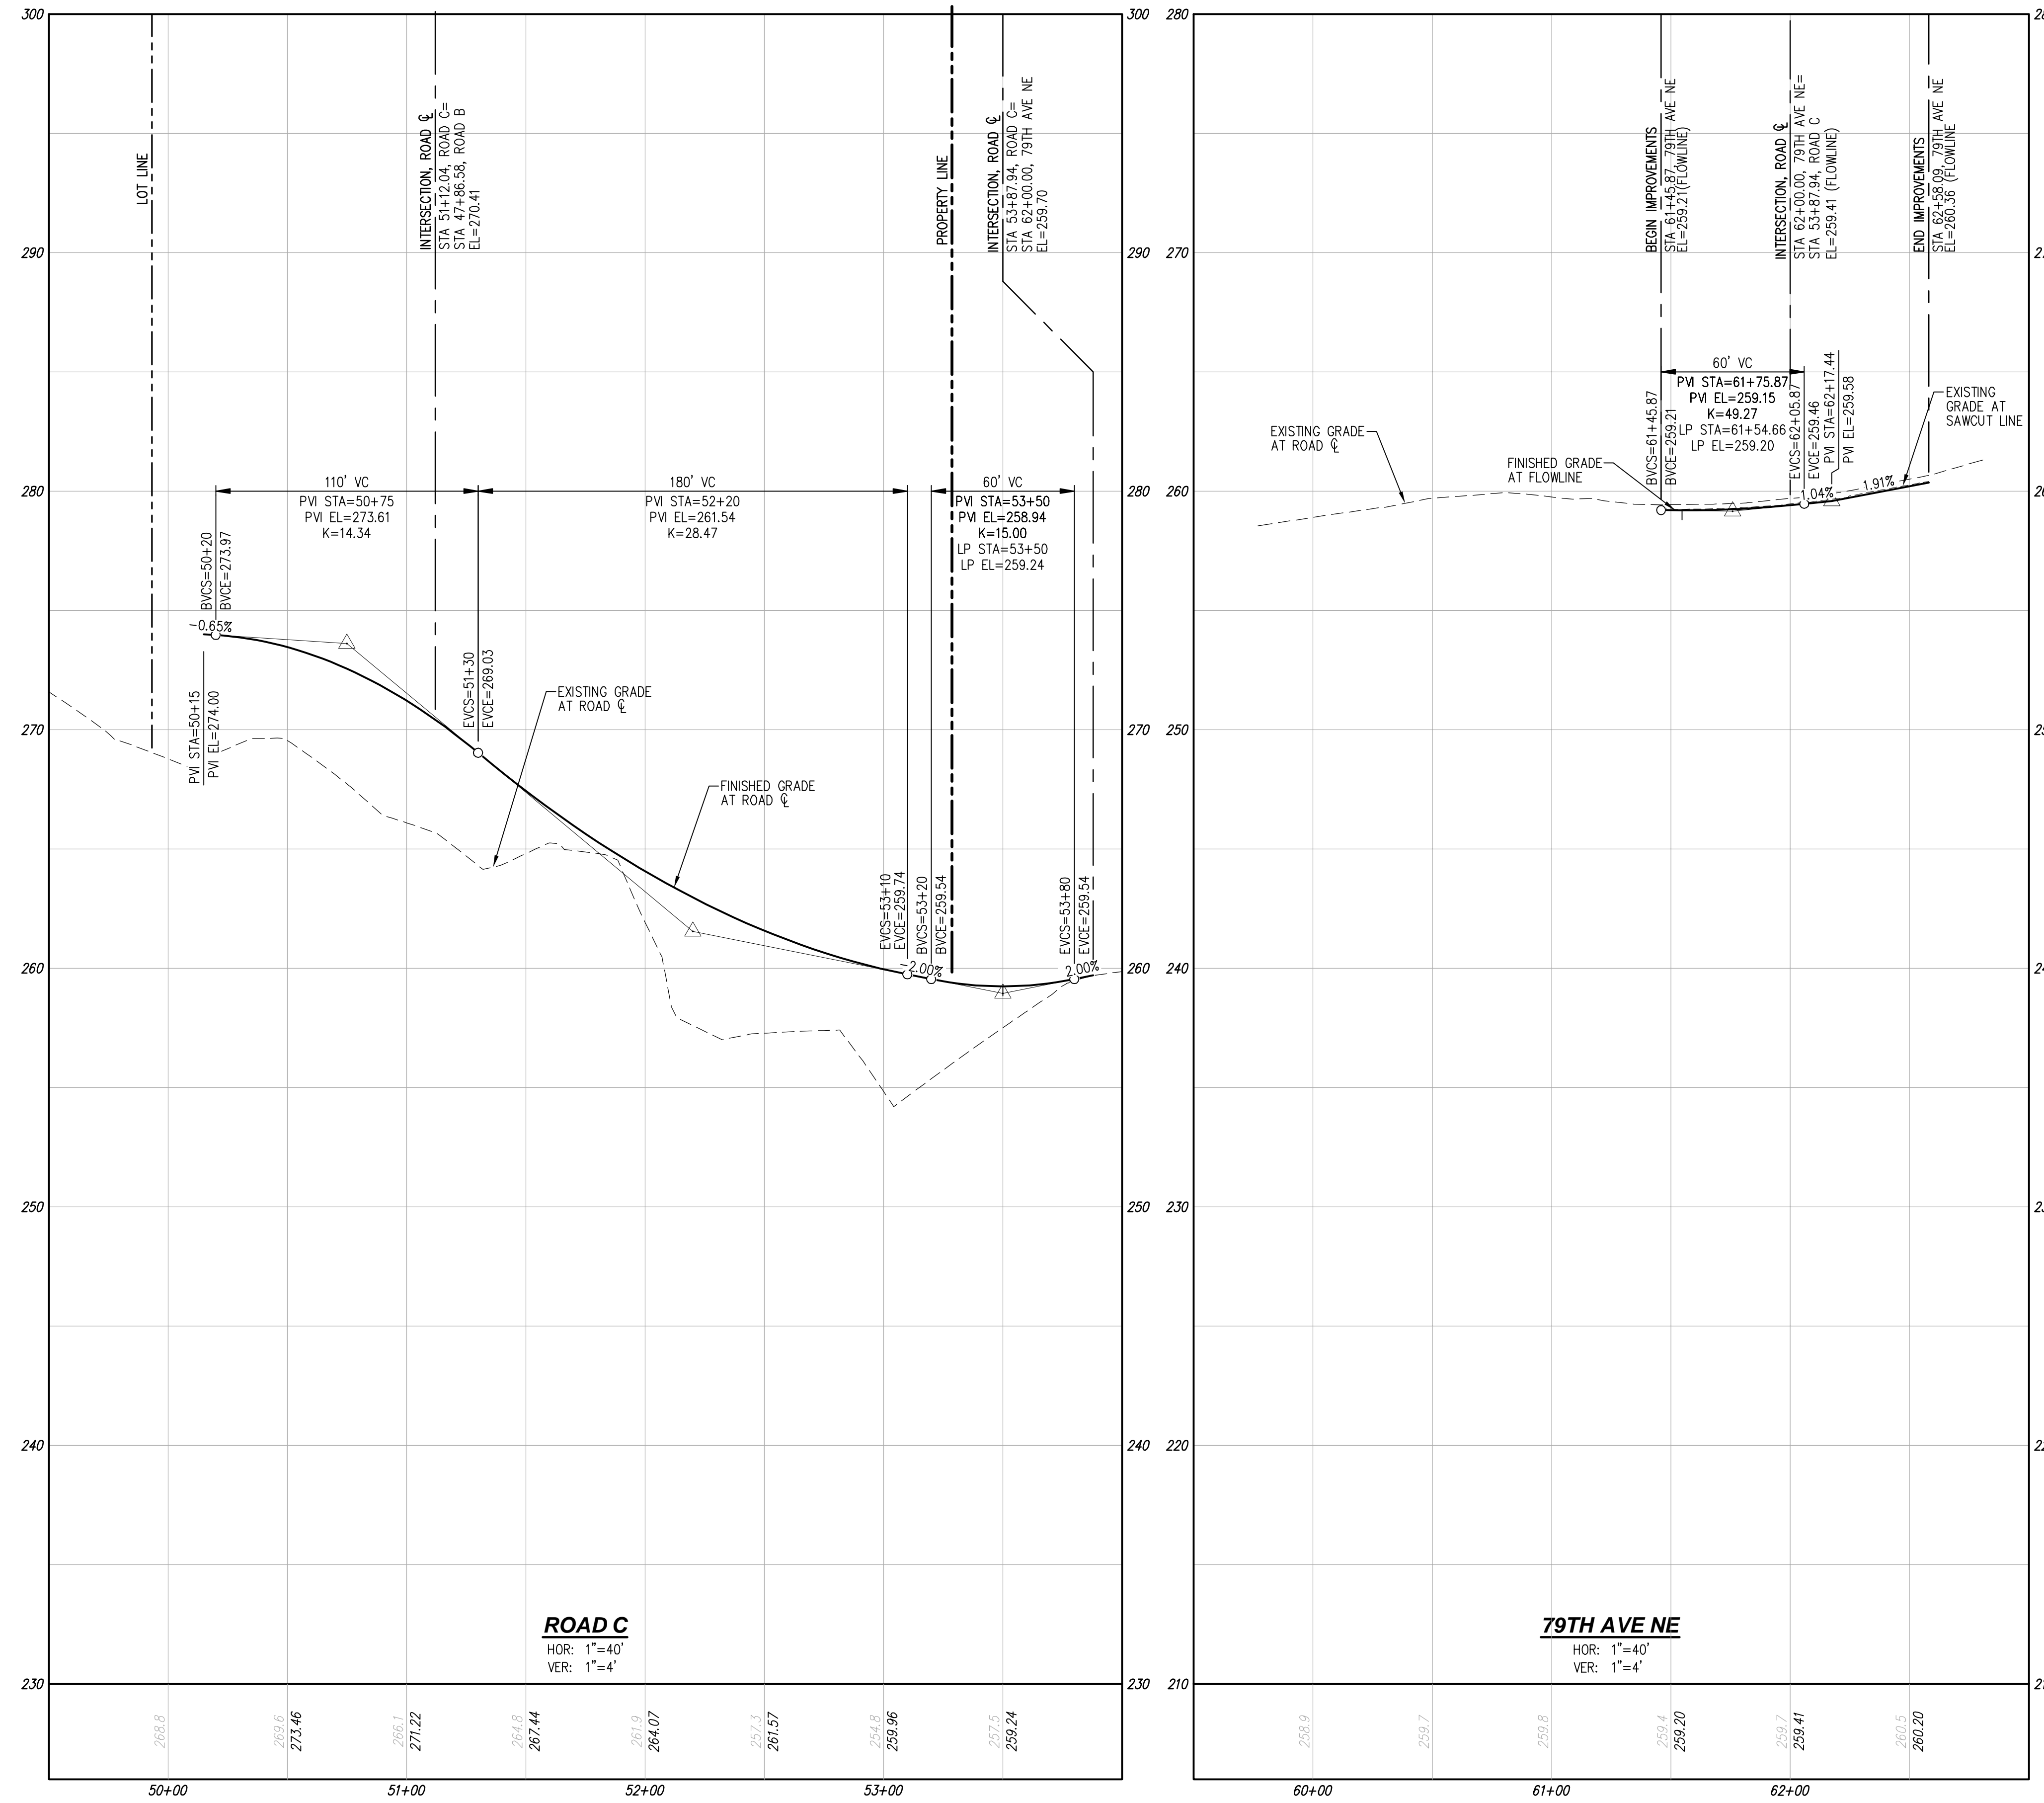 300
290
280
270
260
250
240
230
300
290
280
270
260
250
240
230
LOT LINE
INTERSECTION, ROAD ℄
STA 51+12.04, ROAD C=
STA 47+86.58, ROAD B
EL=270.41
PROPERTY LINE
INTERSECTION, ROAD ℄
STA 53+87.94, ROAD C=
STA 62+00.00, 79TH AVE NE
EL=259.70
110' VC
PVI STA=50+75
PVI EL=273.61
K=14.34
180' VC
PVI STA=52+20
PVI EL=261.54
K=28.47
60' VC
PVI STA=53+50
PVI EL=258.94
K=15.00
LP STA=53+50
LP EL=259.24
BVCS=50+20
BVCE=273.97
-0.65%
PVI STA=50+15
PVI EL=274.00
EVCS=51+30
EVCE=269.03
EXISTING GRADE
AT ROAD ℄
FINISHED GRADE
AT ROAD ℄
EVCS=53+10
EVCE=259.74
BVCS=53+20
BVCE=259.54
-2.00%
EVCS=53+80
EVCE=259.54
2.00%
ROAD C
HOR: 1"=40'
VER: 1"=4'
268.8
269.6
273.46
266.1
271.22
264.8
267.44
261.9
264.07
257.3
261.57
254.8
259.96
257.5
259.24
50+00
51+00
52+00
53+00
280
270
260
250
240
230
220
210
BEGIN IMPROVEMENTS
STA 61+45.87, 79TH AVE NE
EL=259.21(FLOWLINE)
INTERSECTION, ROAD ℄
STA 62+00.00, 79TH AVE NE=
STA 53+87.94, ROAD C
EL=259.41 (FLOWLINE)
END IMPROVEMENTS
STA 62+58.09, 79TH AVE NE
EL=260.36 (FLOWLINE
60' VC
PVI STA=61+75.87
PVI EL=259.15
K=49.27
LP STA=61+54.66
LP EL=259.20
BVCS=61+45.87
BVCE=259.21
EVCS=62+05.87
EVCE=259.46
PVI STA=62+17.44
PVI EL=259.58
EXISTING GRADE
AT ROAD ℄
FINISHED GRADE
AT FLOWLINE
1.04%
1.91%
EXISTING
GRADE AT
SAWCUT LINE
79TH AVE NE
HOR: 1"=40'
VER: 1"=4'
258.9
259.7
259.8
259.4
259.20
259.7
259.41
260.5
260.20
60+00
61+00
62+00